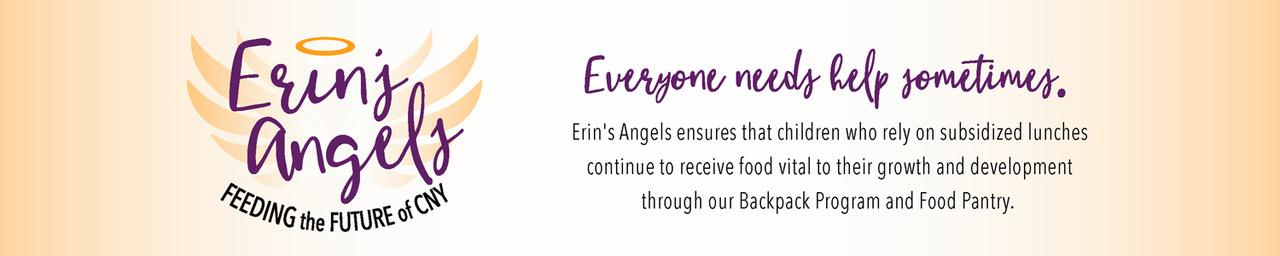 Erin's
Angels
FEEDING the FUTURE of CNY
Everyone needs help sometimes.
Erin's Angels ensures that children who rely on subsidized lunches
continue to receive food vital to their growth and development
through our Backpack Program and Food Pantry.